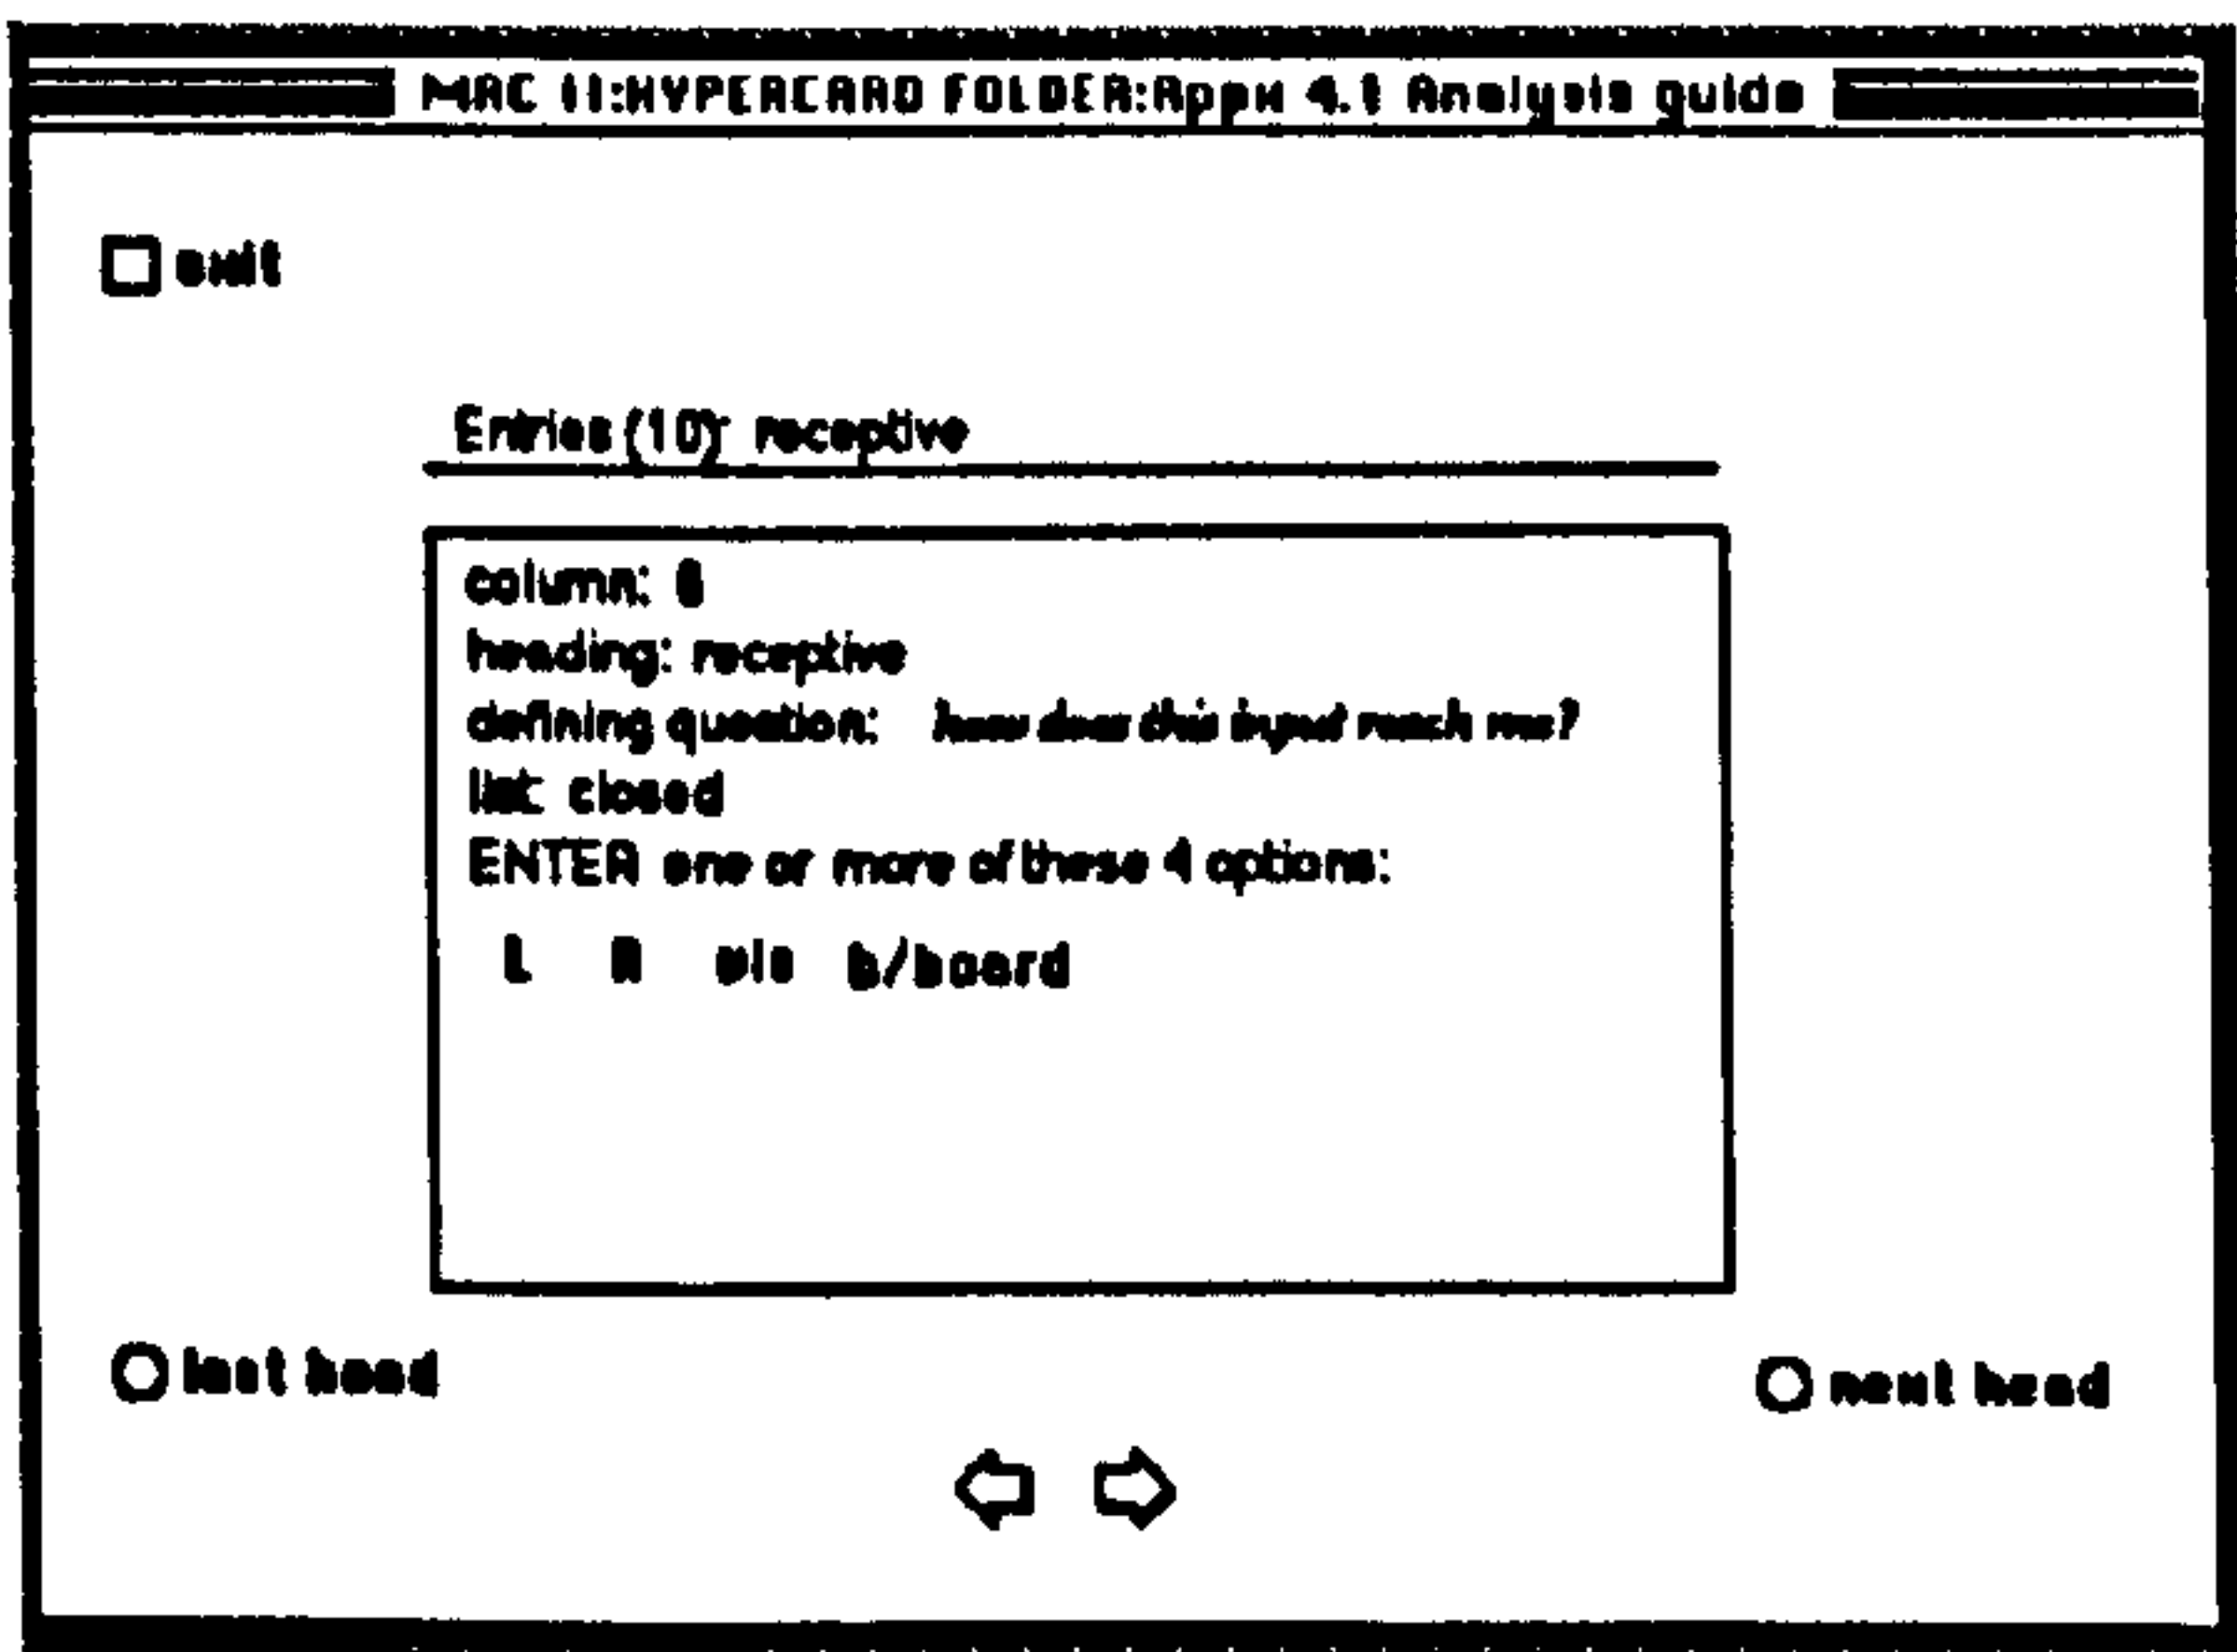 MAC II:HYPERCARD FOLDER:Appx 4.1 Analysis guide
exit
Entries(10) receptive
column:
heading: receptive
defining question: how does this input reach me?
list: closed
ENTER one or more of these 4 options:
L R b/board
last head
next head